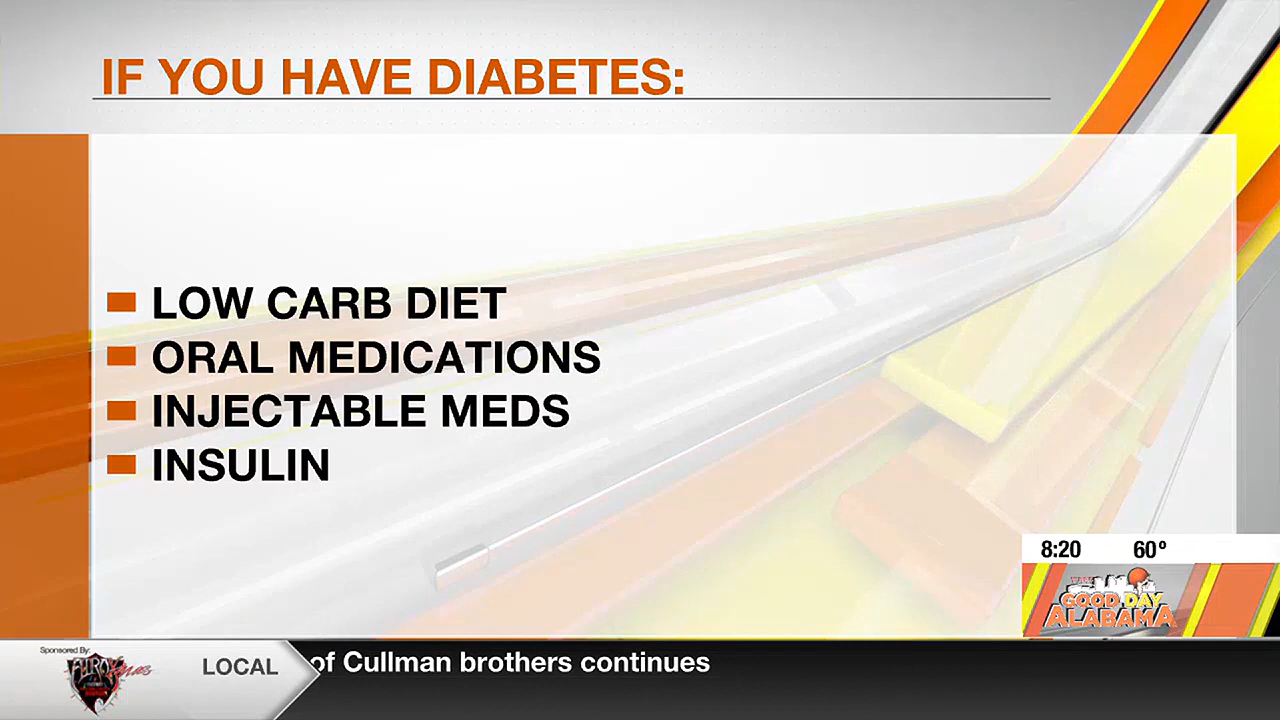 IF YOU HAVE DIABETES:
LOW CARB DIET
ORAL MEDICATIONS
INJECTABLE MEDS
INSULIN
8:20 60°
GOOD DAY
ALABAMA
Sponsored By:
LOCAL of Cullman brothers continues